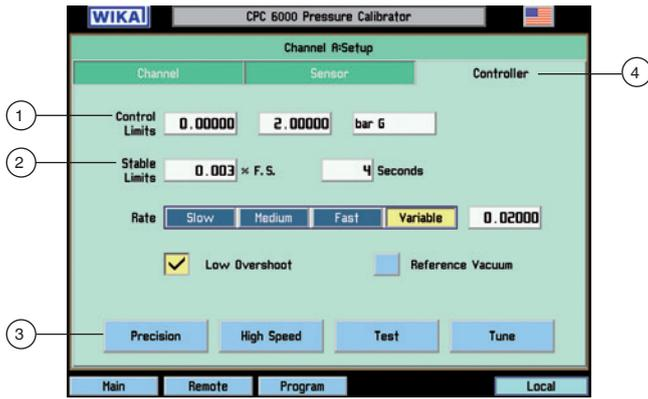 WIKA CPC 6000 Pressure Calibrator
Channel A:Setup
Channel Sensor Controller 4
1 Control Limits 0.00000 2.00000 bar G
2 Stable Limits 0.003 % F.S. 4 Seconds
Rate Slow Medium Fast Variable 0.02000
Low Overshoot Reference Vacuum
3 Precision High Speed Test Tune
Main Remote Program Local